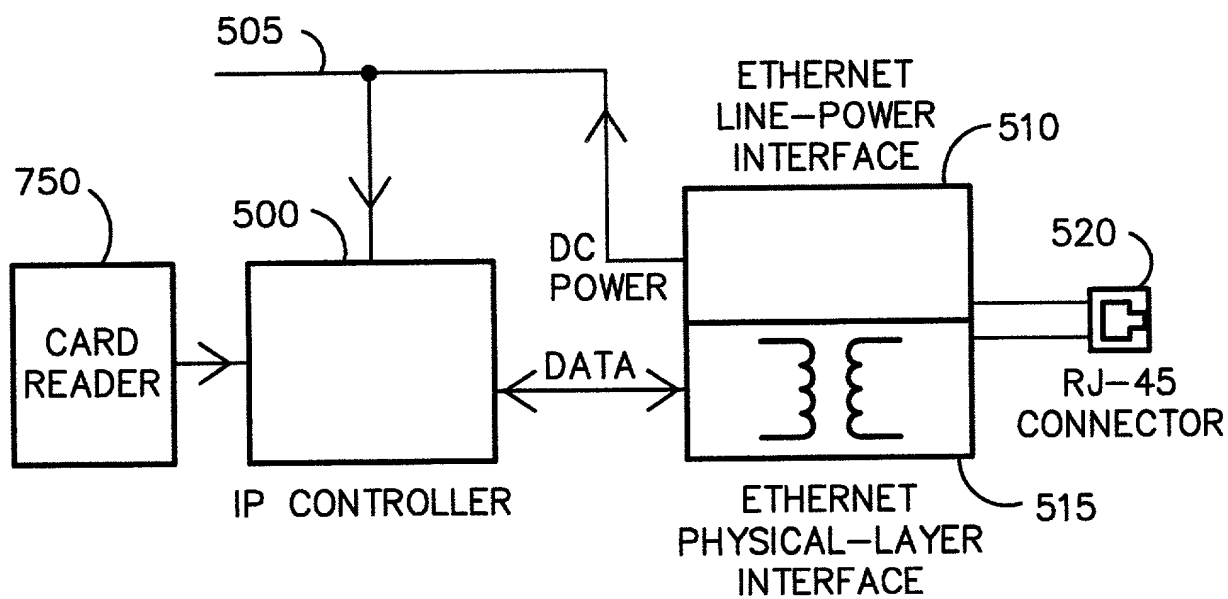 505
ETHERNET
LINE-POWER
INTERFACE
510
750
500
DC
POWER
520
CARD
READER
DATA
RJ-45
CONNECTOR
IP CONTROLLER
ETHERNET
PHYSICAL-LAYER
INTERFACE
515